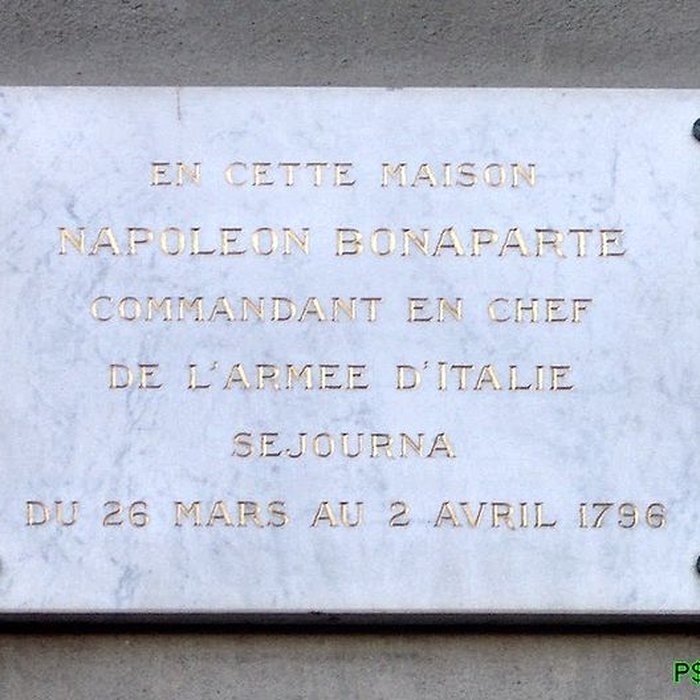 EN CETTE MAISON
NAPOLEON BONAPARTE
COMMANDANT EN CHEF
DE L'ARMEE D'ITALIE
SEJOURNA
DU 26 MARS AU 2 AVRIL 1796